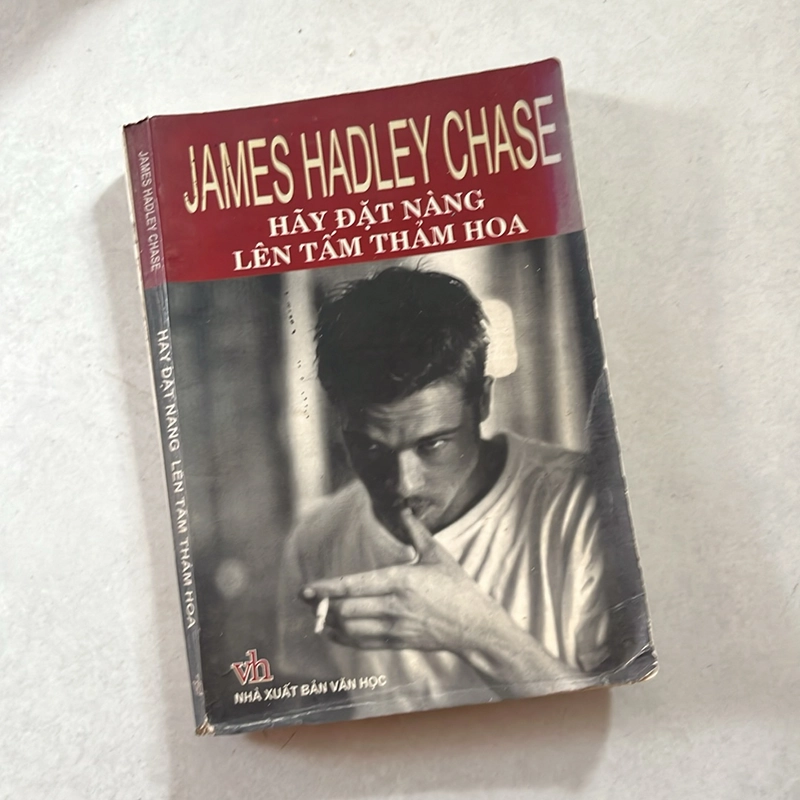 JAMES HADLEY CHASE
HÃY ĐẶT NÀNG
LÊN TẤM THẢM HOA
vh
NHÀ XUẤT BẢN VĂN HỌC
JAMES HADLEY CHASE
HÃY ĐẶT NÀNG LÊN TẤM THẢM HOA